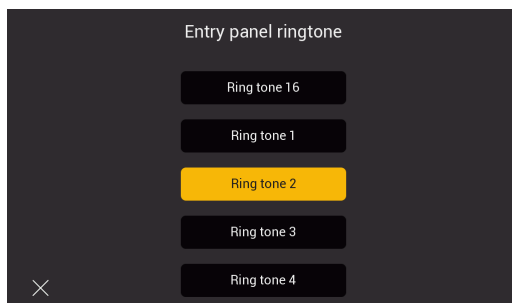 Entry panel ringtone
Ring tone 16
Ring tone 1
Ring tone 2
Ring tone 3
Ring tone 4